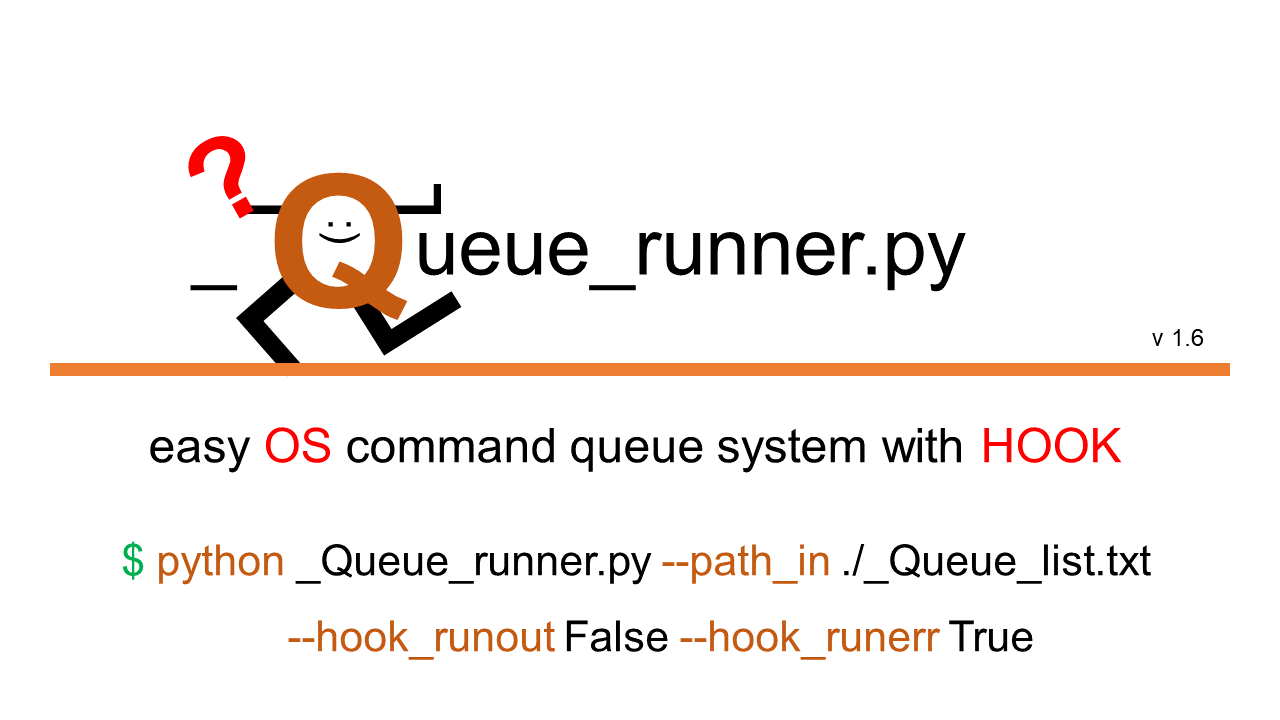 ?
_Queue_runner.py
v 1.6
easy OS command queue system with HOOK
$ python _Queue_runner.py --path_in ./_Queue_list.txt
--hook_runout False --hook_runerr True